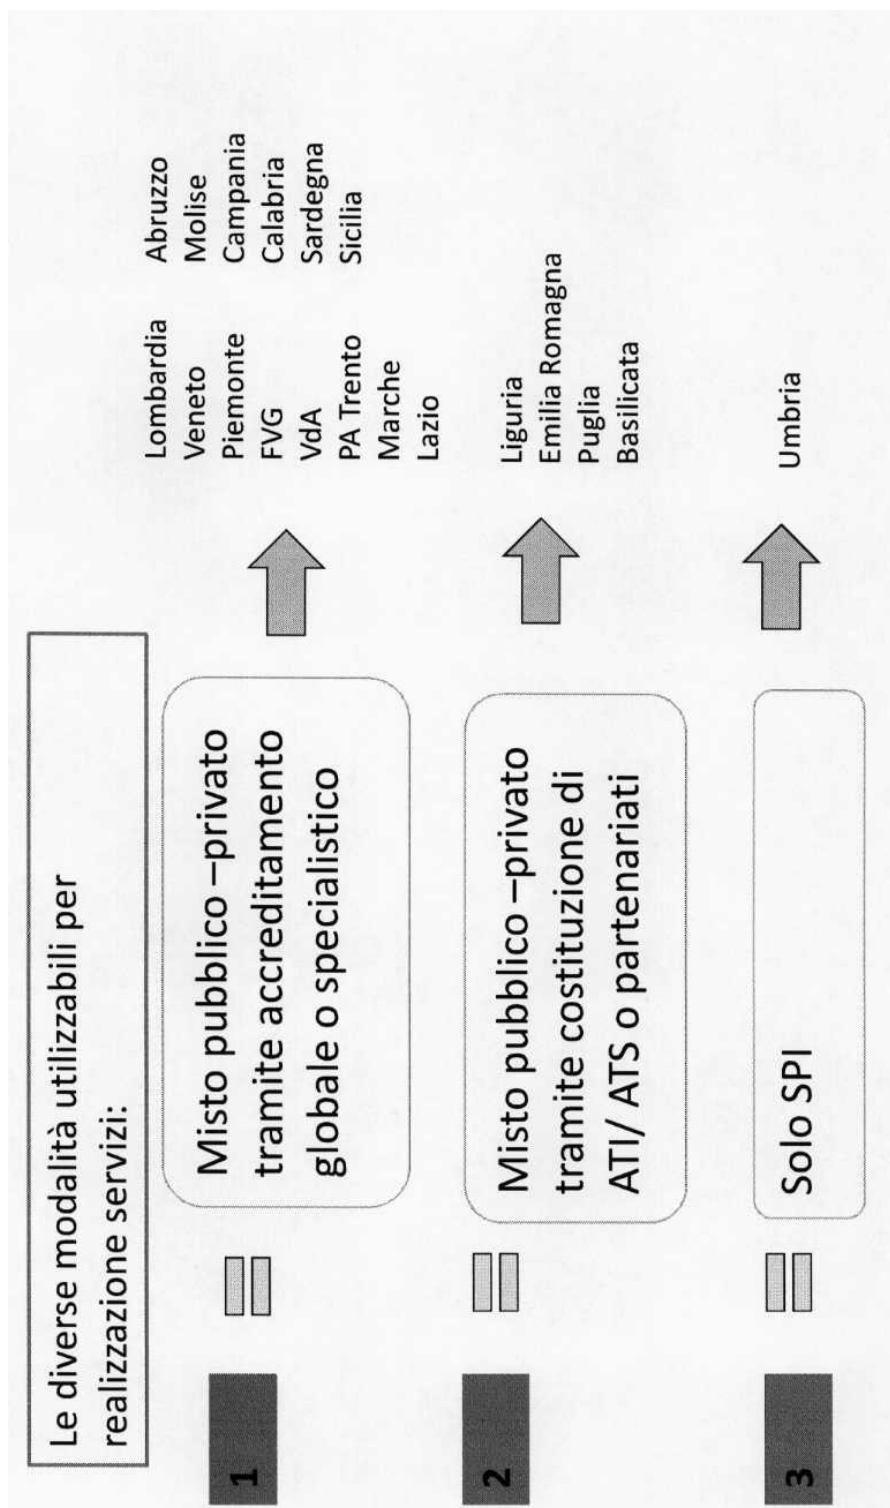 Le diverse modalità utilizzabili per
realizzazione servizi:
1
Misto pubblico –privato
tramite accreditamento
globale o specialistico
Lombardia
Veneto
Piemonte
FVG
VdA
PA Trento
Marche
Lazio
Abruzzo
Molise
Campania
Calabria
Sardegna
Sicilia
2
Misto pubblico –privato
tramite costituzione di
ATI/ ATS o partenariati
Liguria
Emilia Romagna
Puglia
Basilicata
3
Solo SPI
Umbria